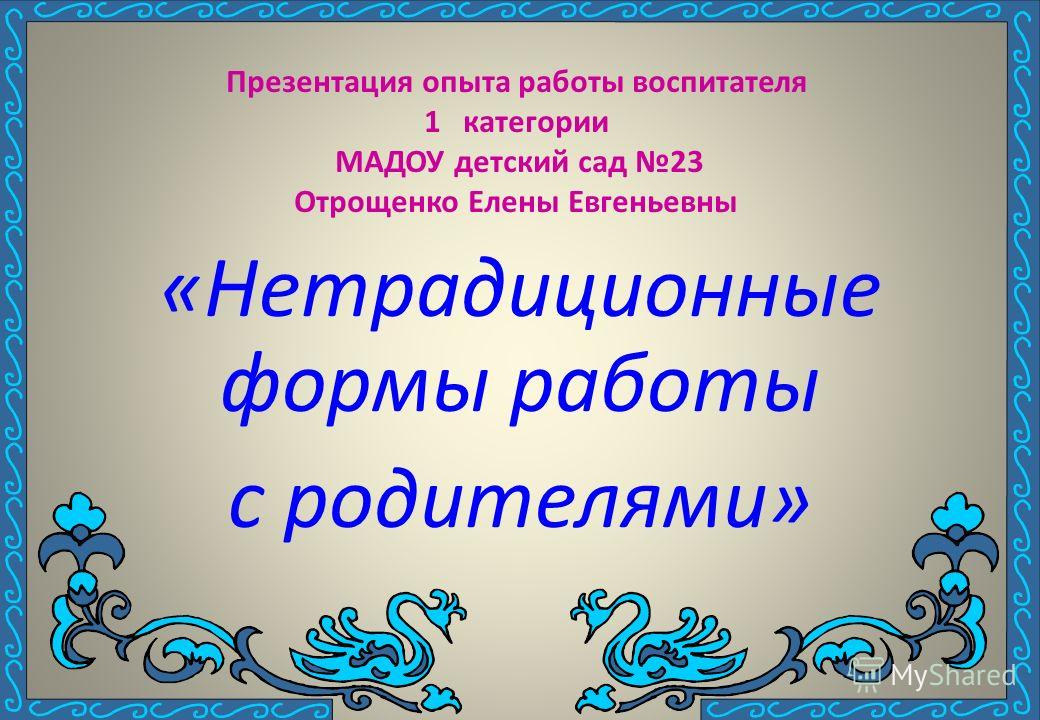 Презентация опыта работы воспитателя
1 категории
МАДОУ детский сад №23
Отрощенко Елены Евгеньевны
«Нетрадиционные
формы работы
с родителями»
MyShared